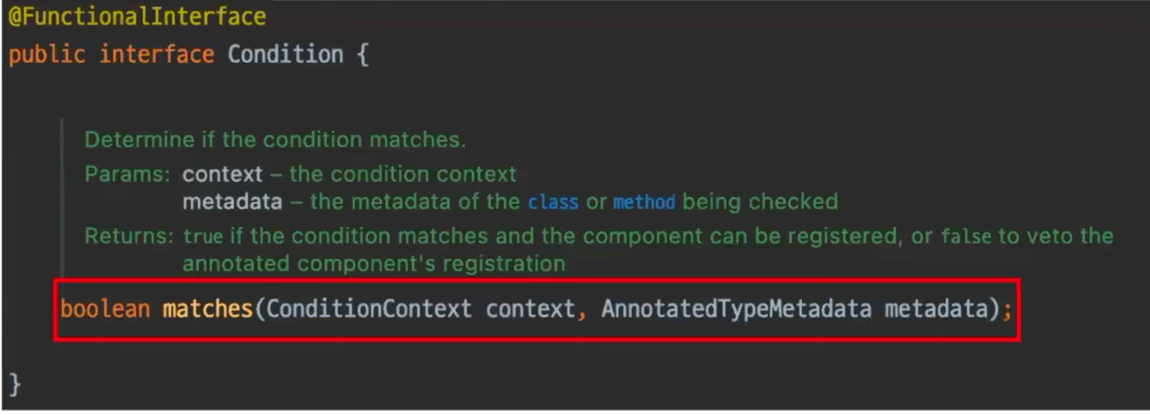 @FunctionalInterface
public interface Condition {
Determine if the condition matches.
Params: context – the condition context
metadata – the metadata of the class or method being checked
Returns: true if the condition matches and the component can be registered, or false to veto the
annotated component's registration
boolean matches(ConditionContext context, AnnotatedTypeMetadata metadata);
}